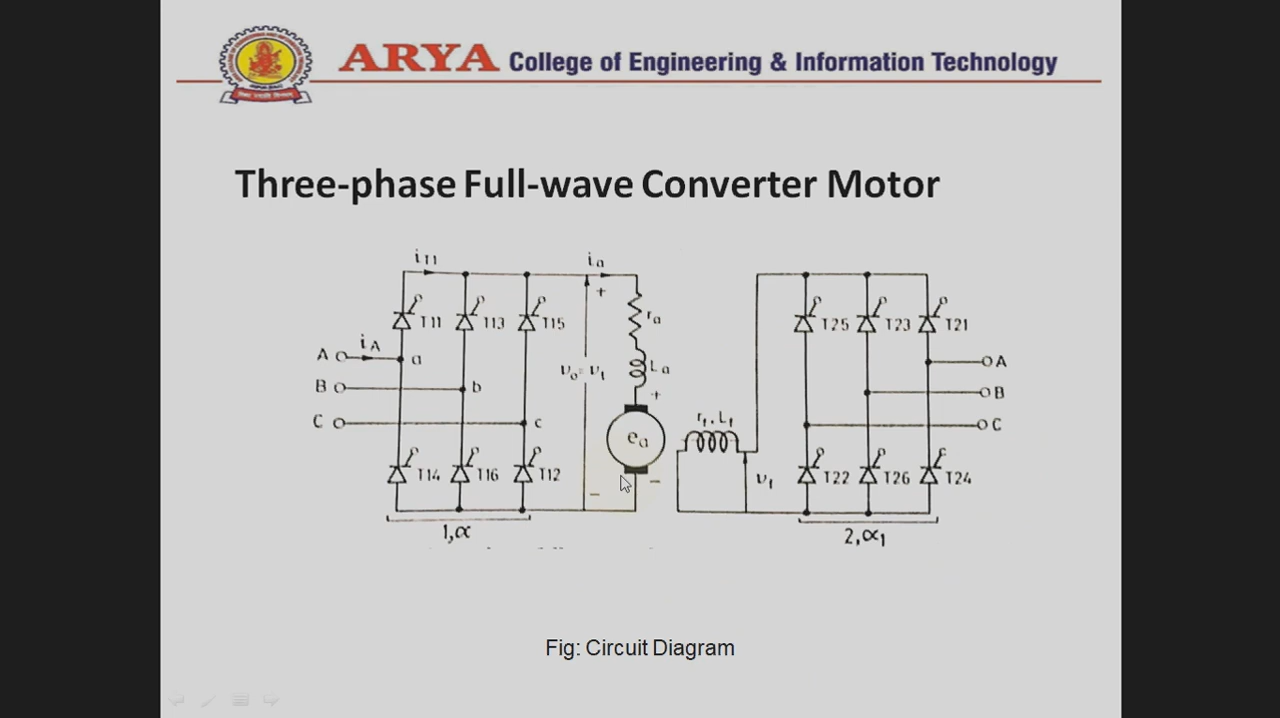 ARYA College of Engineering & Information Technology
Three-phase Full-wave Converter Motor
iT1
ia
+
T11
T13
T15
ra
T25
T23
T21
A
iA
a
vo = vt
La
A
B
b
+
B
C
c
ea
rf, Lf
C
T14
T16
T12
–
–
vf
T22
T26
T24
1,α
2,α1
Fig: Circuit Diagram